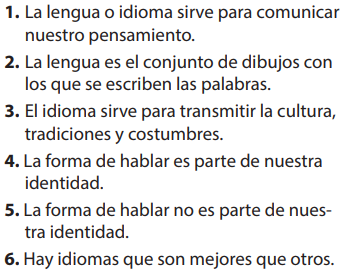 1. La lengua o idioma sirve para comunicar
nuestro pensamiento.
2. La lengua es el conjunto de dibujos con
los que se escriben las palabras.
3. El idioma sirve para transmitir la cultura,
tradiciones y costumbres.
4. La forma de hablar es parte de nuestra
identidad.
5. La forma de hablar no es parte de nues-
tra identidad.
6. Hay idiomas que son mejores que otros.